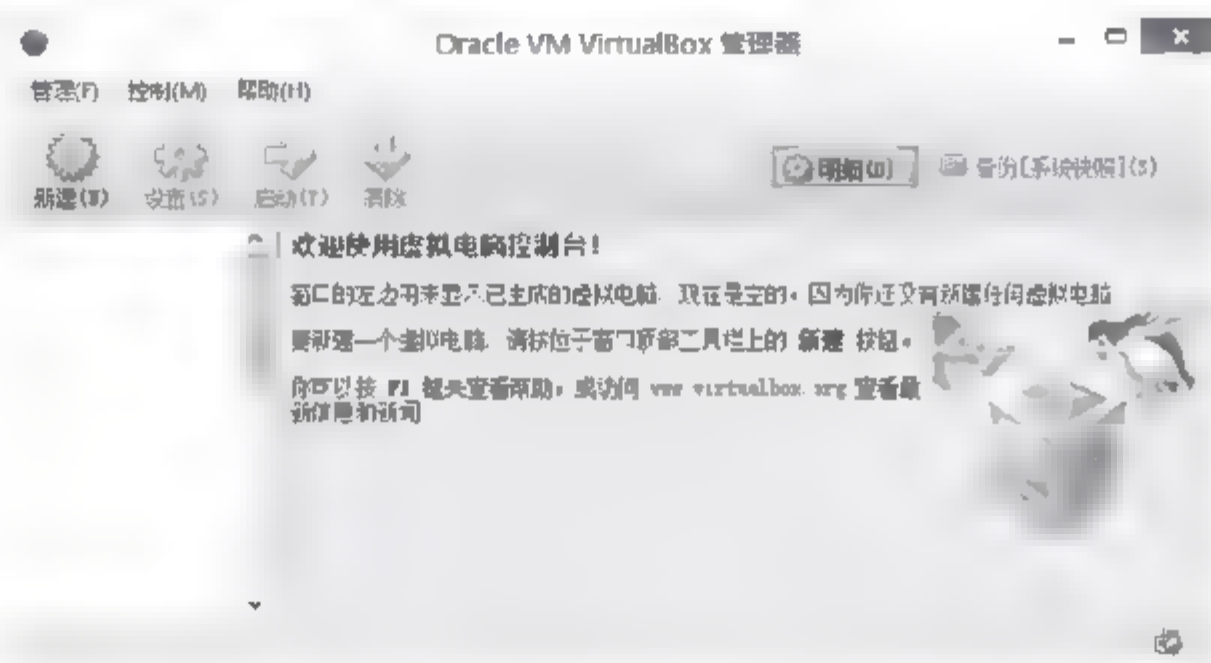 Oracle VM VirtualBox 管理器
管理(F) 控制(M) 帮助(H)
新建(N) 设置(S) 启动(T) 清除
明细(D) 备份[系统快照](S)
欢迎使用虚拟电脑控制台!
窗口的左边用来显示已生成的虚拟电脑. 现在是空的, 因为你还没有新建任何虚拟电脑
要新建一个虚拟电脑, 请按位于窗口顶部工具栏上的 新建 按钮。
你可以按 F1 键来查看帮助, 或访问 www.virtualbox.org 查看最
新信息和新闻